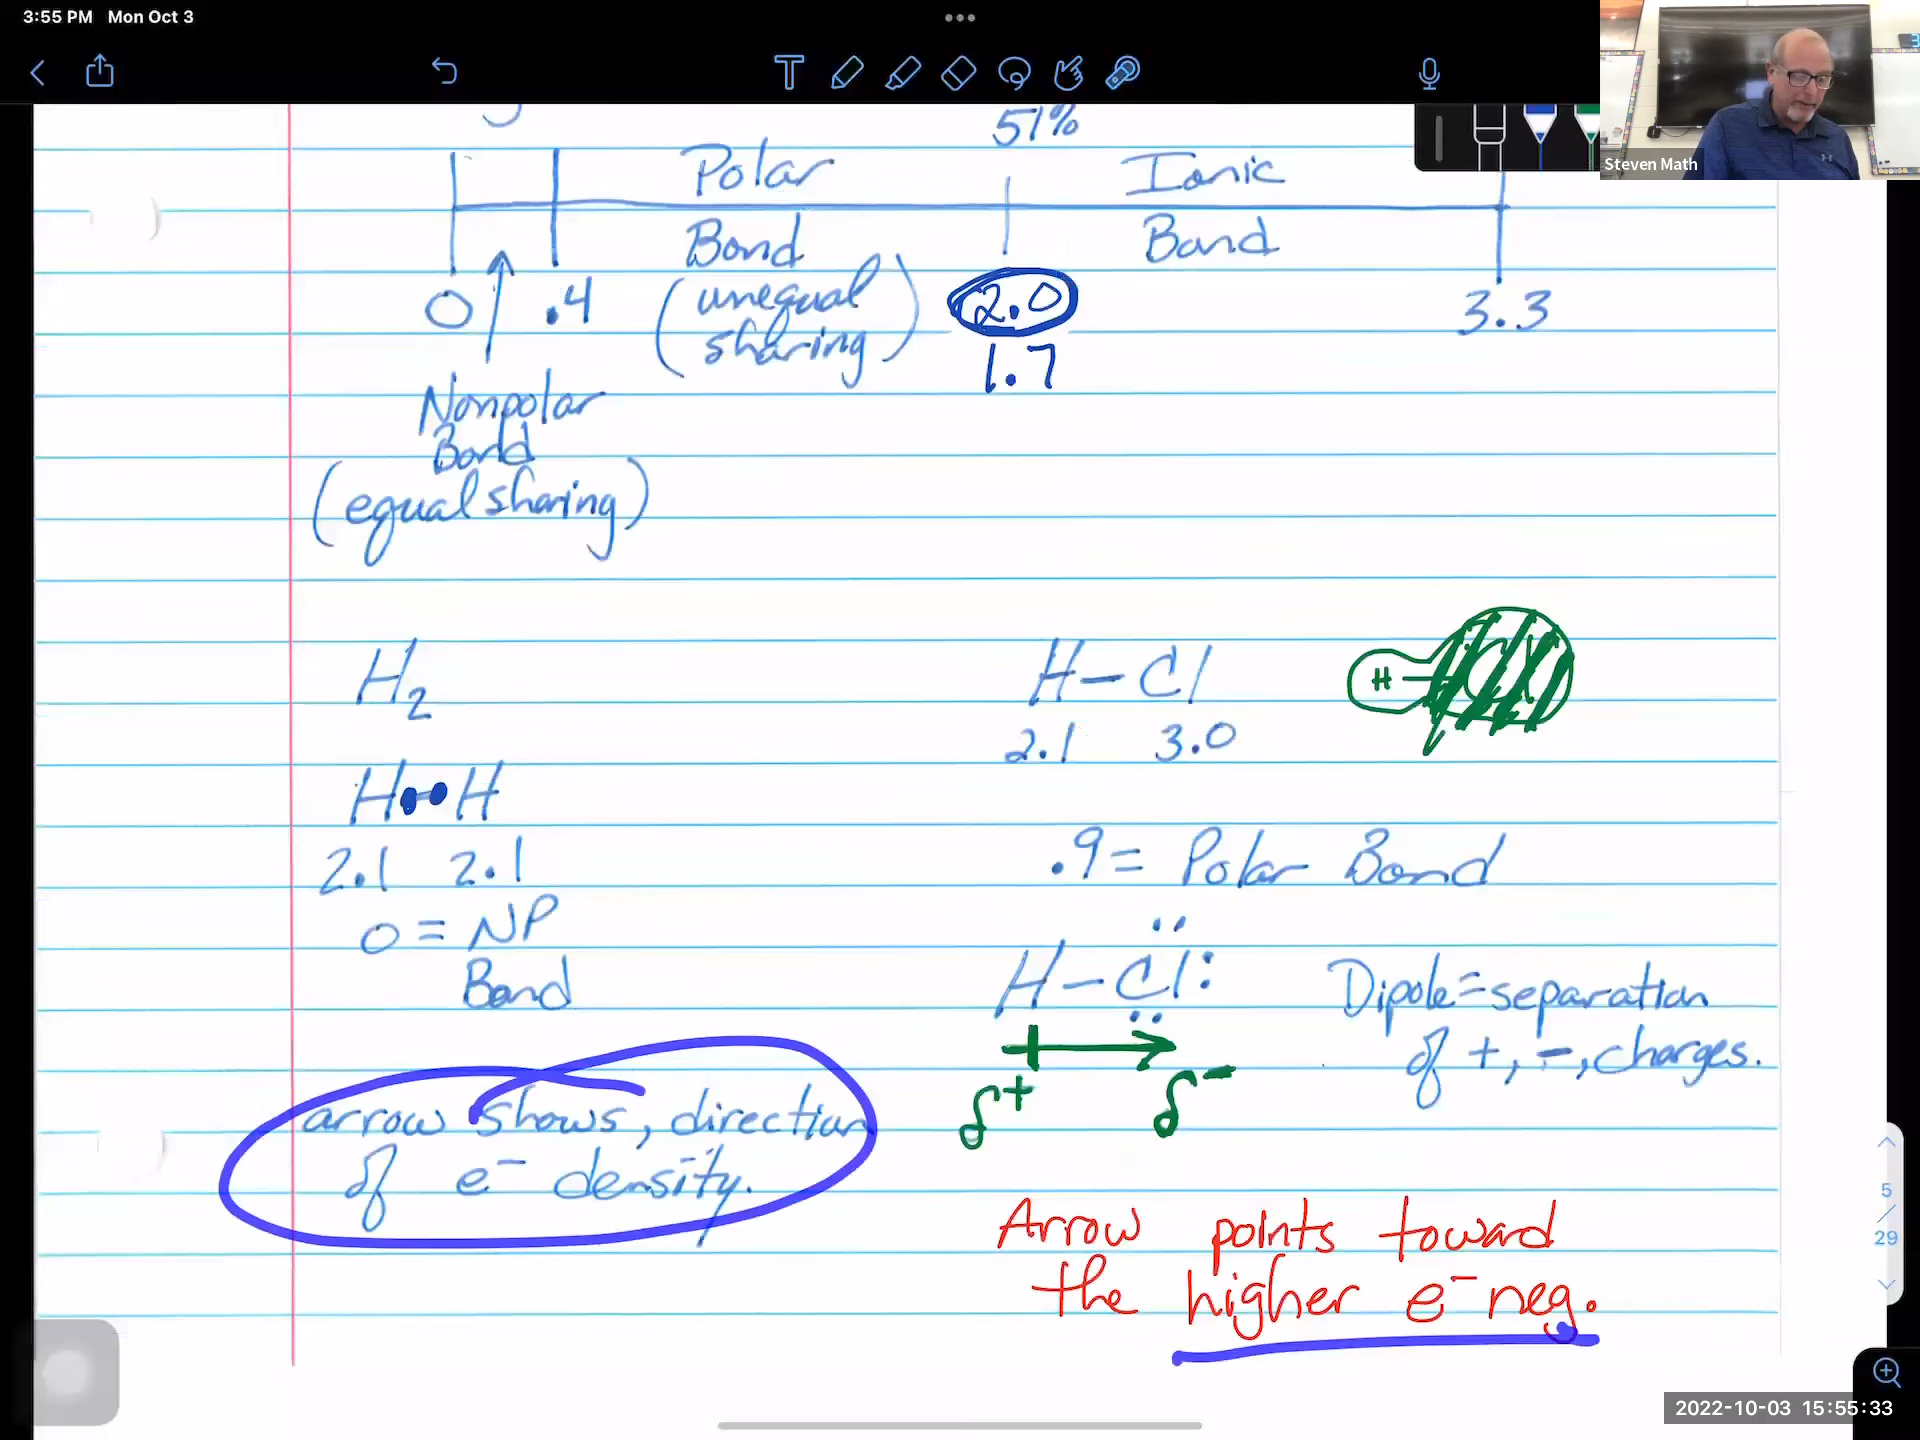 3:55 PM Mon Oct 3
Steven Math
51%
Polar Ionic
Bond Bond
0 .4 (unequal sharing) 2.0 3.3
1.7
Nonpolar
Bond
(equal sharing)
H2 H-Cl H-Cl
2.1 3.0
H-H
2.1 2.1 .9= Polar Bond
0 = NP
Bond H-Cl: Dipole=separation
of +, -, charges.
δ+ δ-
arrow shows, direction
of e- density.
Arrow points toward
the higher e- neg.
5
/
29
2022-10-03 15:55:33